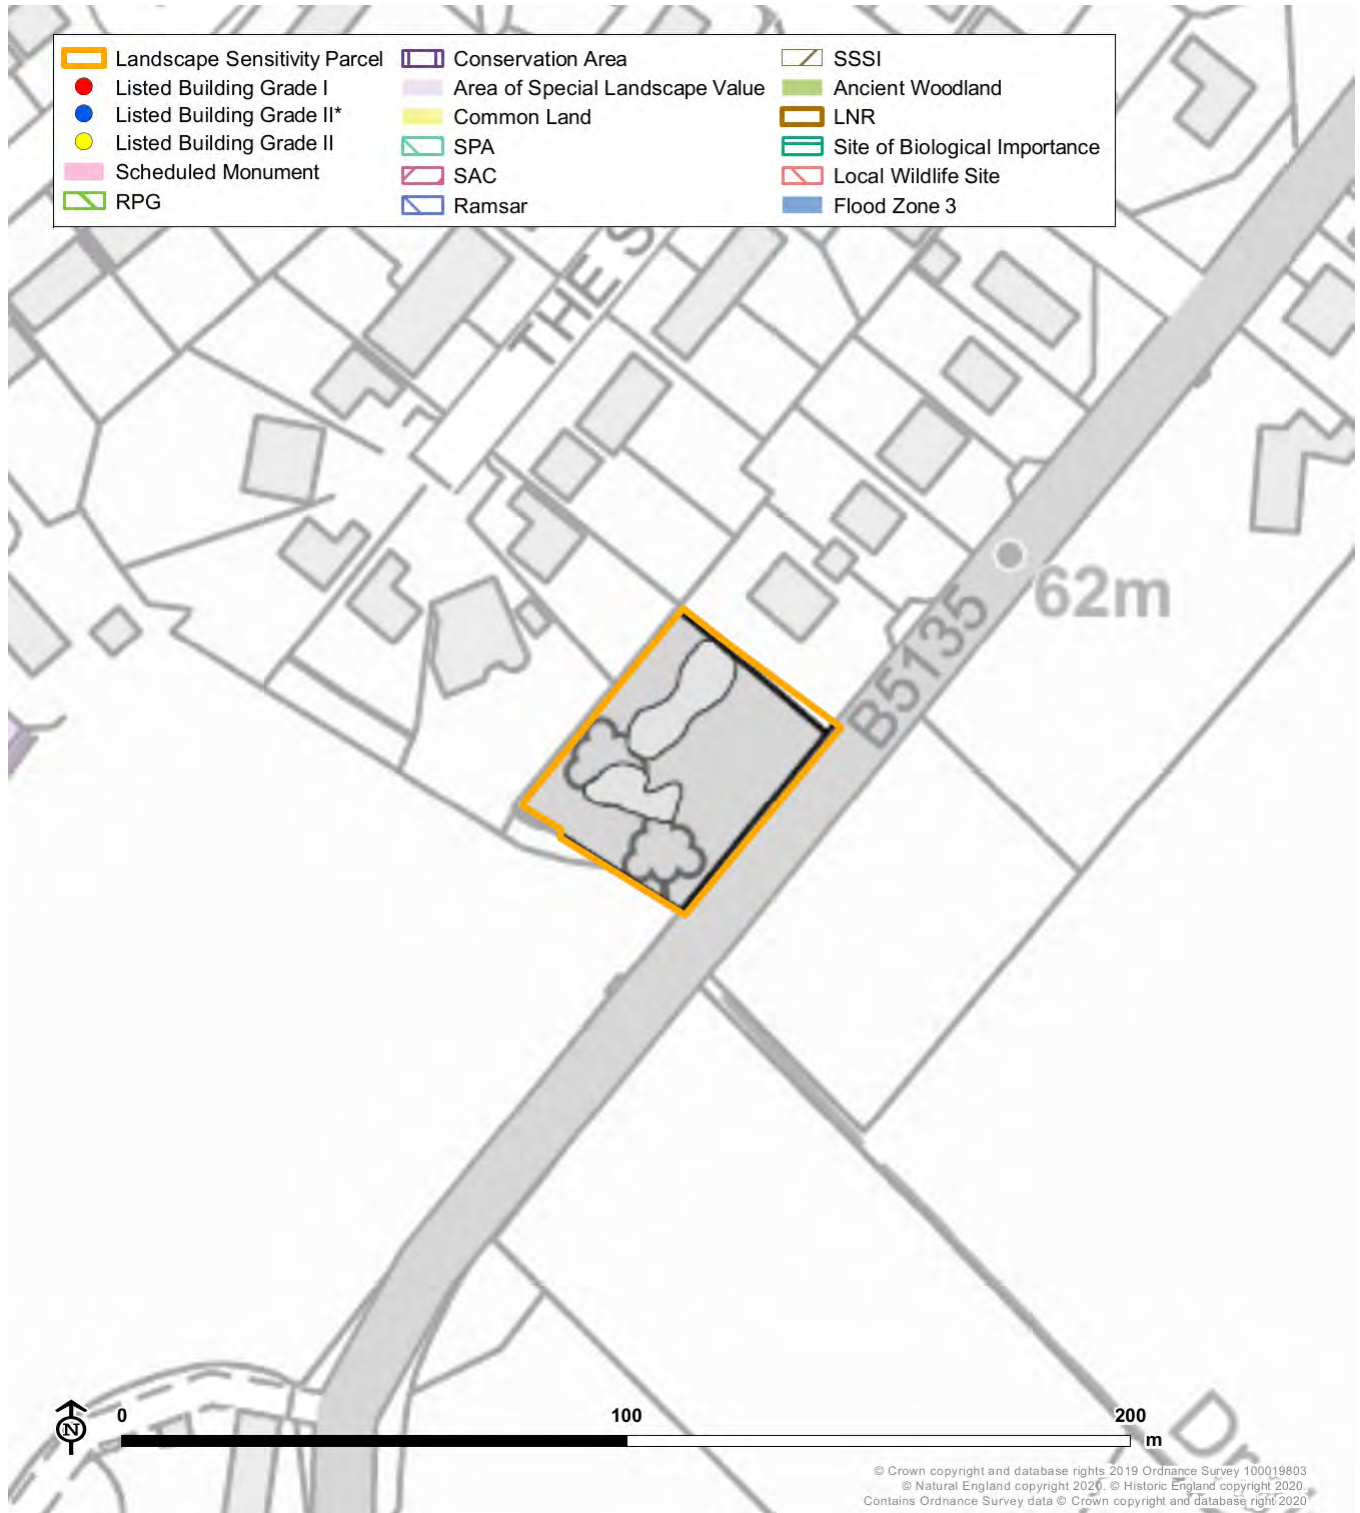 Landscape Sensitivity Parcel
Listed Building Grade I
Listed Building Grade II*
Listed Building Grade II
Scheduled Monument
RPG
Conservation Area
Area of Special Landscape Value
Common Land
SPA
SAC
Ramsar
SSSI
Ancient Woodland
LNR
Site of Biological Importance
Local Wildlife Site
Flood Zone 3
THE S
62m
B5135
Dr
N
0 100 200
m
© Crown copyright and database rights 2019 Ordnance Survey 100019803
© Natural England copyright 2020. © Historic England copyright 2020.
Contains Ordnance Survey data © Crown copyright and database right 2020